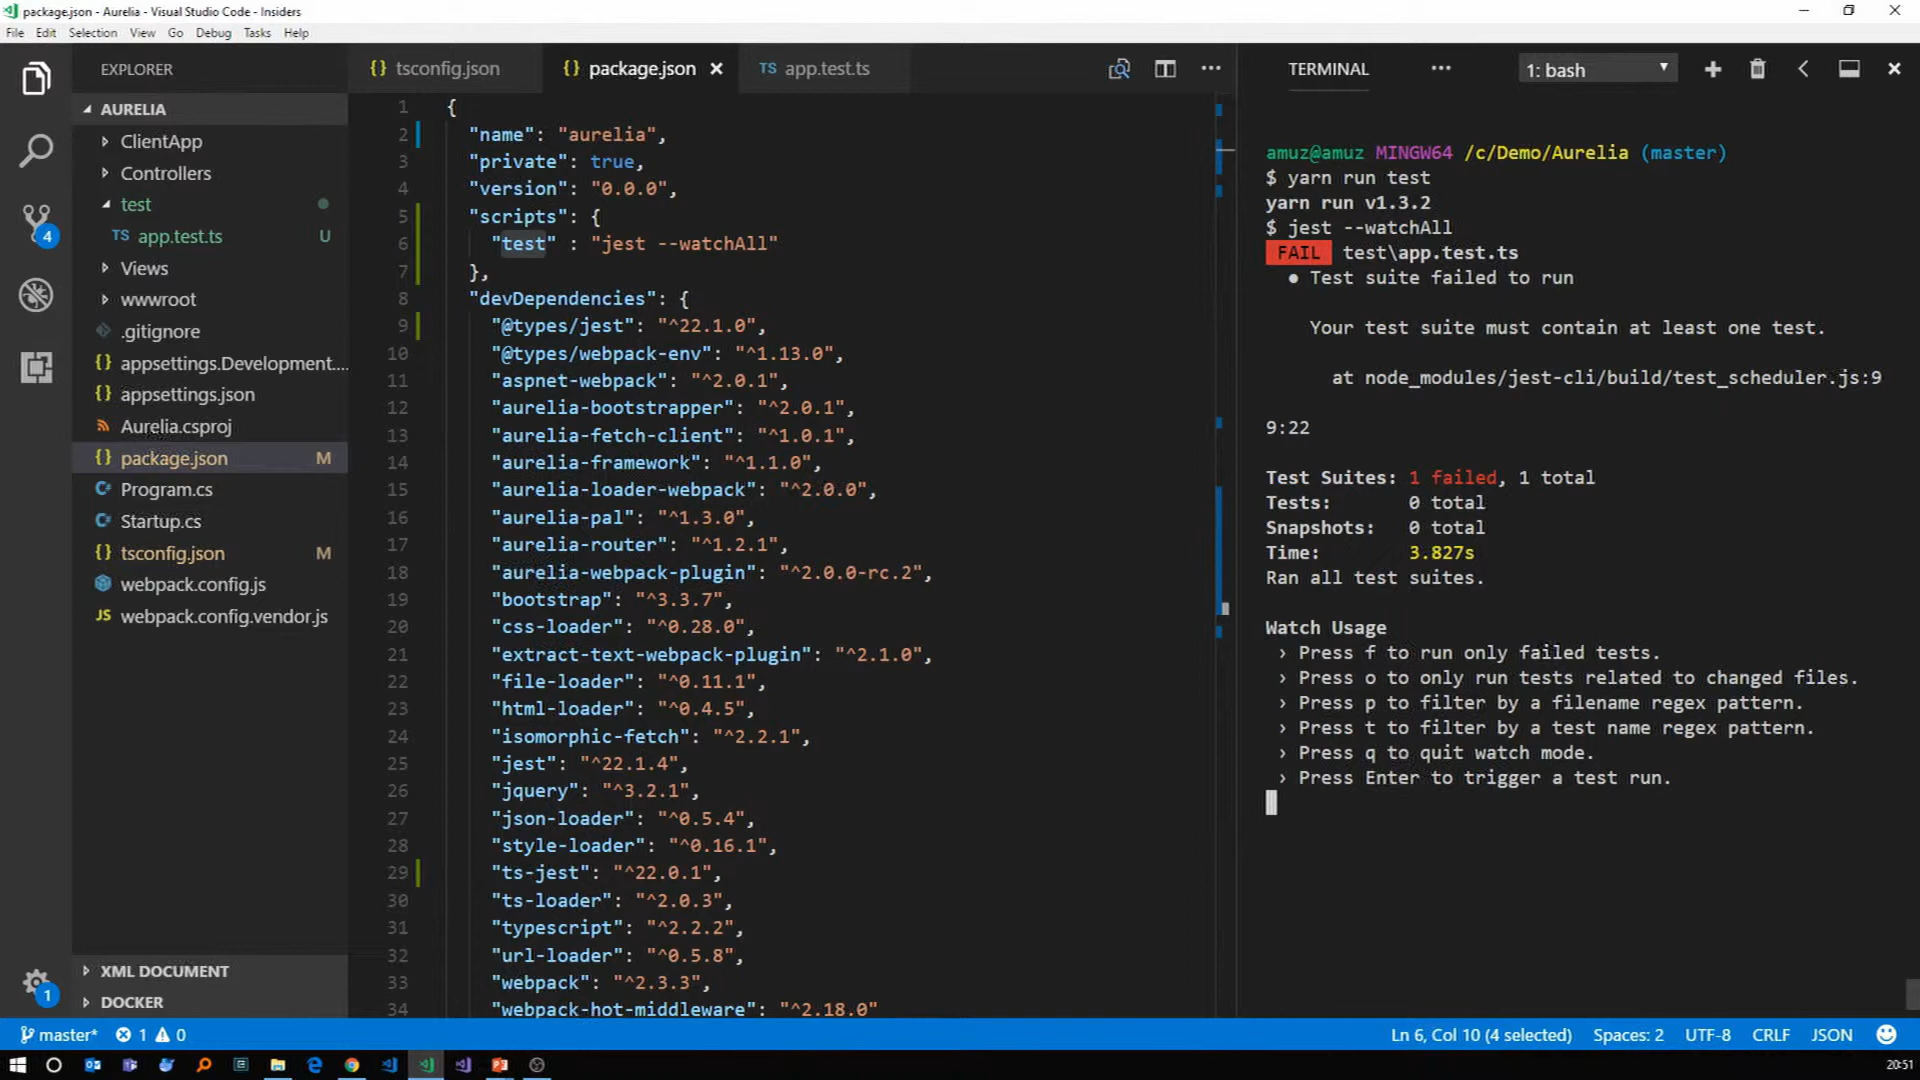 package.json - Aurelia - Visual Studio Code - Insiders
File Edit Selection View Go Debug Tasks Help
EXPLORER
AURELIA
ClientApp
Controllers
test
TS app.test.ts U
Views
wwwroot
.gitignore
{} appsettings.Development....
{} appsettings.json
Aurelia.csproj
{} package.json M
Program.cs
Startup.cs
{} tsconfig.json M
webpack.config.js
JS webpack.config.vendor.js
XML DOCUMENT
DOCKER
4
1
{} tsconfig.json {} package.json TS app.test.ts
1 {
2 "name": "aurelia",
3 "private": true,
4 "version": "0.0.0",
5 "scripts": {
6 "test" : "jest --watchAll"
7 },
8 "devDependencies": {
9 "@types/jest": "^22.1.0",
10 "@types/webpack-env": "^1.13.0",
11 "aspnet-webpack": "^2.0.1",
12 "aurelia-bootstrapper": "^2.0.1",
13 "aurelia-fetch-client": "^1.0.1",
14 "aurelia-framework": "^1.1.0",
15 "aurelia-loader-webpack": "^2.0.0",
16 "aurelia-pal": "^1.3.0",
17 "aurelia-router": "^1.2.1",
18 "aurelia-webpack-plugin": "^2.0.0-rc.2",
19 "bootstrap": "^3.3.7",
20 "css-loader": "^0.28.0",
21 "extract-text-webpack-plugin": "^2.1.0",
22 "file-loader": "^0.11.1",
23 "html-loader": "^0.4.5",
24 "isomorphic-fetch": "^2.2.1",
25 "jest": "^22.1.4",
26 "jquery": "^3.2.1",
27 "json-loader": "^0.5.4",
28 "style-loader": "^0.16.1",
29 "ts-jest": "^22.0.1",
30 "ts-loader": "^2.0.3",
31 "typescript": "^2.2.2",
32 "url-loader": "^0.5.8",
33 "webpack": "^2.3.3",
34 "webpack-hot-middleware": "^2.18.0"
TERMINAL ... 1: bash
amuz@amuz MINGW64 /c/Demo/Aurelia (master)
$ yarn run test
yarn run v1.3.2
$ jest --watchAll
FAIL test\app.test.ts
● Test suite failed to run
Your test suite must contain at least one test.
at node_modules/jest-cli/build/test_scheduler.js:9
9:22
Test Suites: 1 failed, 1 total
Tests: 0 total
Snapshots: 0 total
Time: 3.827s
Ran all test suites.
Watch Usage
› Press f to run only failed tests.
› Press o to only run tests related to changed files.
› Press p to filter by a filename regex pattern.
› Press t to filter by a test name regex pattern.
› Press q to quit watch mode.
› Press Enter to trigger a test run.
master* 1 0 Ln 6, Col 10 (4 selected) Spaces: 2 UTF-8 CRLF JSON
20:51